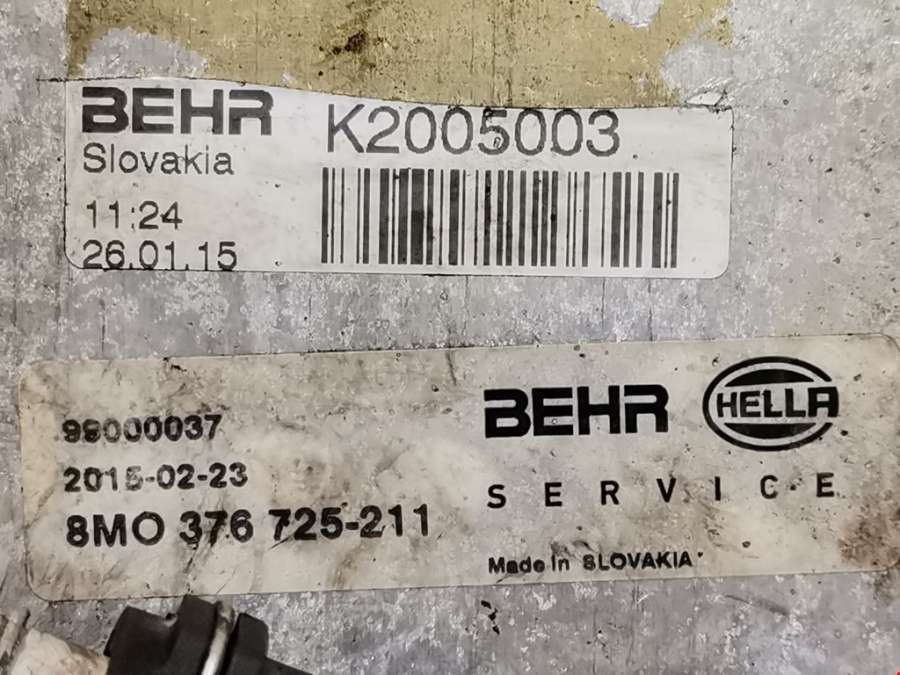 BEHR K2005003
Slovakia
11:24
26.01.15
99000037
2015-02-23
8MO 376 725-211
BEHR HELLA
SERVICE
Made in SLOVAKIA